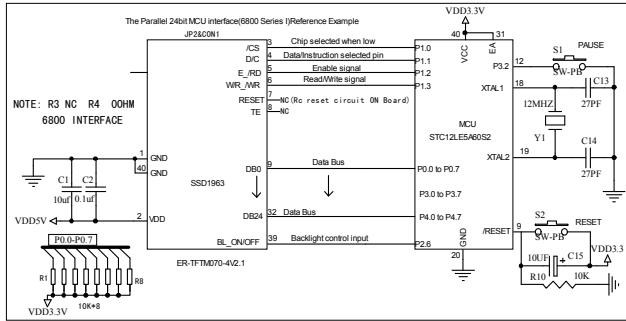 The Parallel 24bit MCU interface(6800 Series I)Reference Example
JP2&CON1
/CS 3 Chip selected when low P1.0
D/C 4 Data/Instruction selected pin P1.1
E_/RD 5 Enable signal P1.2
WR_/WR 6 Read/Write signal P1.3
RESET 7 NC(Rc reset circuit ON Board)
TE 8 NC
NOTE: R3 NC R4 0OHM
6800 INTERFACE
1 GND
40 GND
C1 C2
10uf 0.1uf
VDD5V 2 VDD
SSD1963
DB0 9 Data Bus P0.0 to P0.7
P3.0 to P3.7
DB24 32 Data Bus P4.0 to P4.7
BL_ON/OFF 39 Backlight control input P2.6
ER-TFTM070-4V2.1
P0.0-P0.7
R1 R8
10K*8
VDD3.3V
VDD3.3V
40 31
VCC EA
MCU
STC12LE5A60S2
P3.2 12 S1 PAUSE
SW-PB
XTAL1 18 C13
12MHZ 27PF
Y1
XTAL2 19 C14
27PF
/RESET 9 S2 RESET
SW-PB
VDD3.3
10UF + C15
R10 10K
GND
20